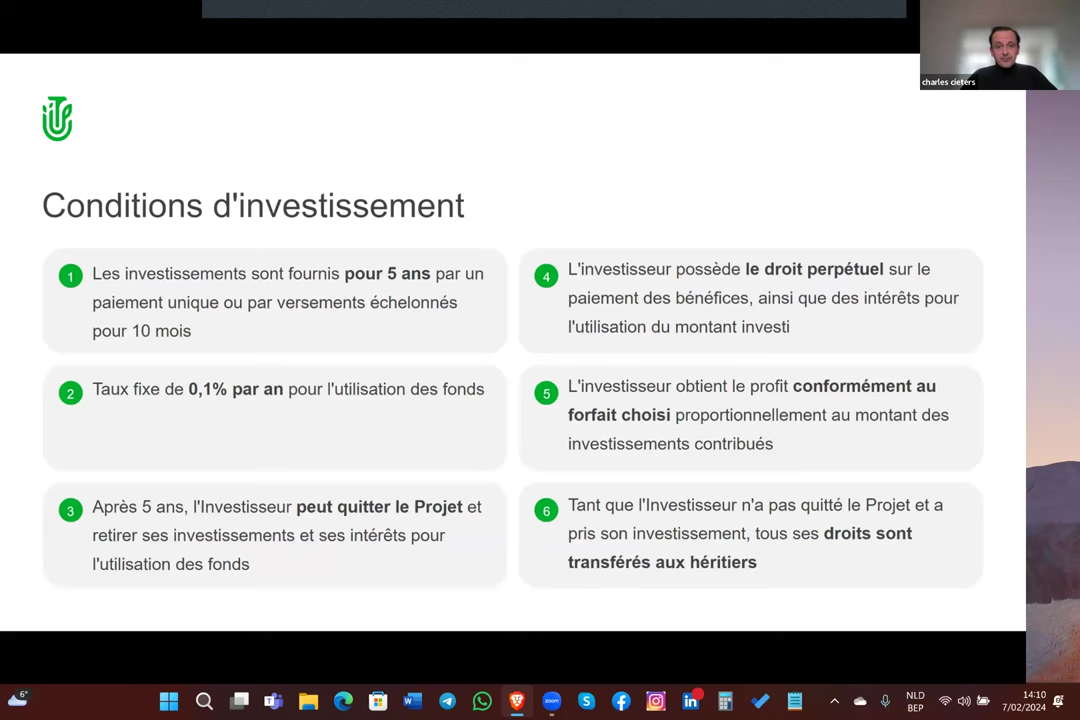 charles cieters
Conditions d'investissement
1
Les investissements sont fournis pour 5 ans par un
paiement unique ou par versements échelonnés
pour 10 mois
2
Taux fixe de 0,1% par an pour l'utilisation des fonds
3
Après 5 ans, l'Investisseur peut quitter le Projet et
retirer ses investissements et ses intérêts pour
l'utilisation des fonds
4
L'investisseur possède le droit perpétuel sur le
paiement des bénéfices, ainsi que des intérêts pour
l'utilisation du montant investi
5
L'investisseur obtient le profit conformément au
forfait choisi proportionnellement au montant des
investissements contribués
6
Tant que l'Investisseur n'a pas quitté le Projet et a
pris son investissement, tous ses droits sont
transférés aux héritiers
6°
zoom
NLD
BEP
14:10
7/02/2024